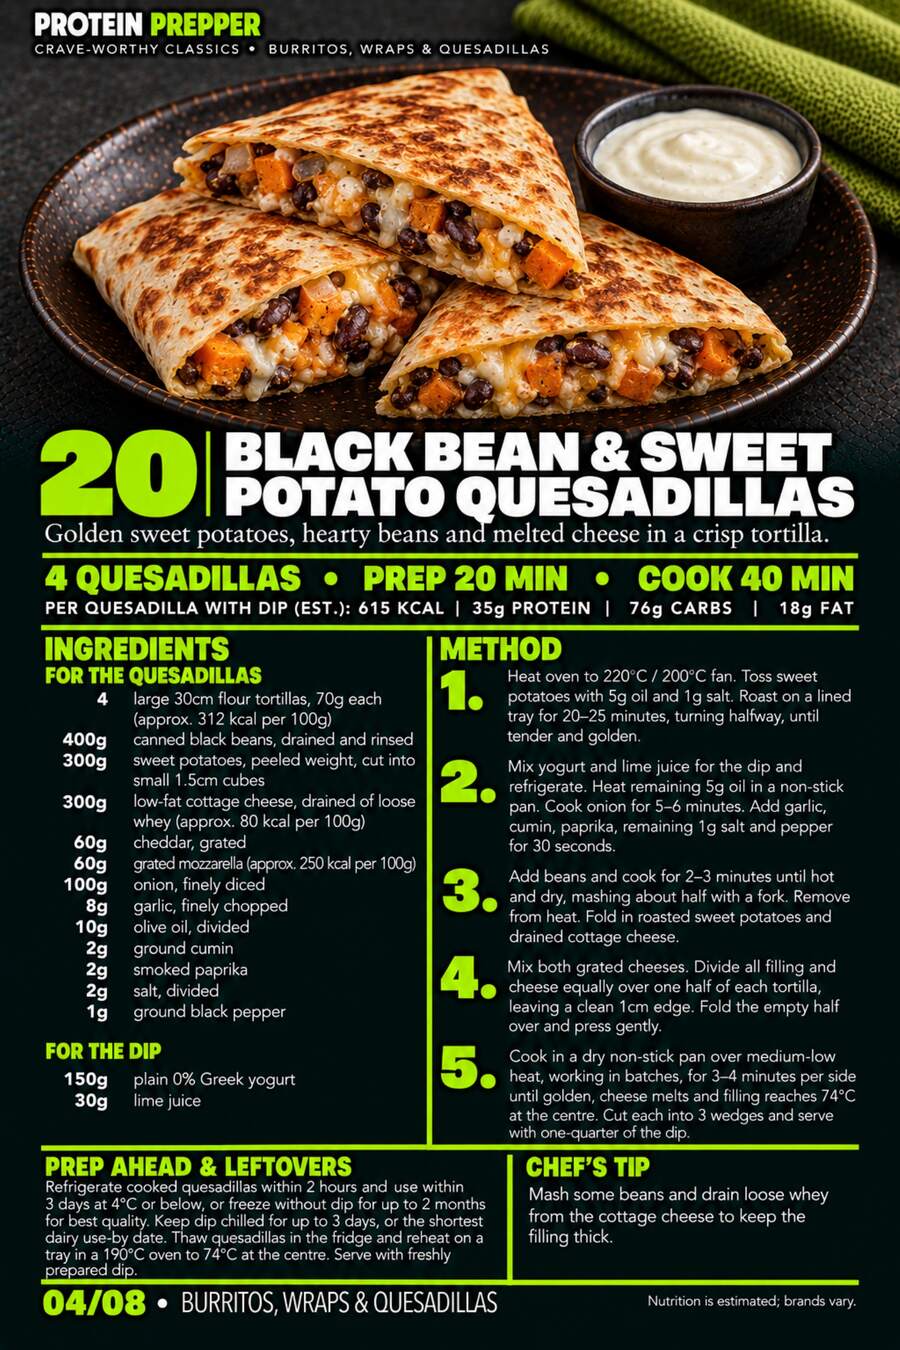 PROTEIN PREPPER
CRAVE-WORTHY CLASSICS • BURRITOS, WRAPS & QUESADILLAS
20
BLACK BEAN & SWEET
POTATO QUESADILLAS
Golden sweet potatoes, hearty beans and melted cheese in a crisp tortilla.
4 QUESADILLAS • PREP 20 MIN • COOK 40 MIN
PER QUESADILLA WITH DIP (EST.): 615 KCAL | 35g PROTEIN | 76g CARBS | 18g FAT
INGREDIENTS
FOR THE QUESADILLAS
4 large 30cm flour tortillas, 70g each
(approx. 312 kcal per 100g)
400g canned black beans, drained and rinsed
300g sweet potatoes, peeled weight, cut into
small 1.5cm cubes
300g low-fat cottage cheese, drained of loose
whey (approx. 80 kcal per 100g)
60g cheddar, grated
60g grated mozzarella (approx. 250 kcal per 100g)
100g onion, finely diced
8g garlic, finely chopped
10g olive oil, divided
2g ground cumin
2g smoked paprika
2g salt, divided
1g ground black pepper
FOR THE DIP
150g plain 0% Greek yogurt
30g lime juice
METHOD
1. Heat oven to 220°C / 200°C fan. Toss sweet
potatoes with 5g oil and 1g salt. Roast on a lined
tray for 20–25 minutes, turning halfway, until
tender and golden.
2. Mix yogurt and lime juice for the dip and
refrigerate. Heat remaining 5g oil in a non-stick
pan. Cook onion for 5–6 minutes. Add garlic,
cumin, paprika, remaining 1g salt and pepper
for 30 seconds.
3. Add beans and cook for 2–3 minutes until hot
and dry, mashing about half with a fork. Remove
from heat. Fold in roasted sweet potatoes and
drained cottage cheese.
4. Mix both grated cheeses. Divide all filling and
cheese equally over one half of each tortilla,
leaving a clean 1cm edge. Fold the empty half
over and press gently.
5. Cook in a dry non-stick pan over medium-low
heat, working in batches, for 3–4 minutes per side
until golden, cheese melts and filling reaches 74°C
at the centre. Cut each into 3 wedges and serve
with one-quarter of the dip.
PREP AHEAD & LEFTOVERS
Refrigerate cooked quesadillas within 2 hours and use within
3 days at 4°C or below, or freeze without dip for up to 2 months
for best quality. Keep dip chilled for up to 3 days, or the shortest
dairy use-by date. Thaw quesadillas in the fridge and reheat on a
tray in a 190°C oven to 74°C at the centre. Serve with freshly
prepared dip.
CHEF'S TIP
Mash some beans and drain loose whey
from the cottage cheese to keep the
filling thick.
04/08 • BURRITOS, WRAPS & QUESADILLAS
Nutrition is estimated; brands vary.